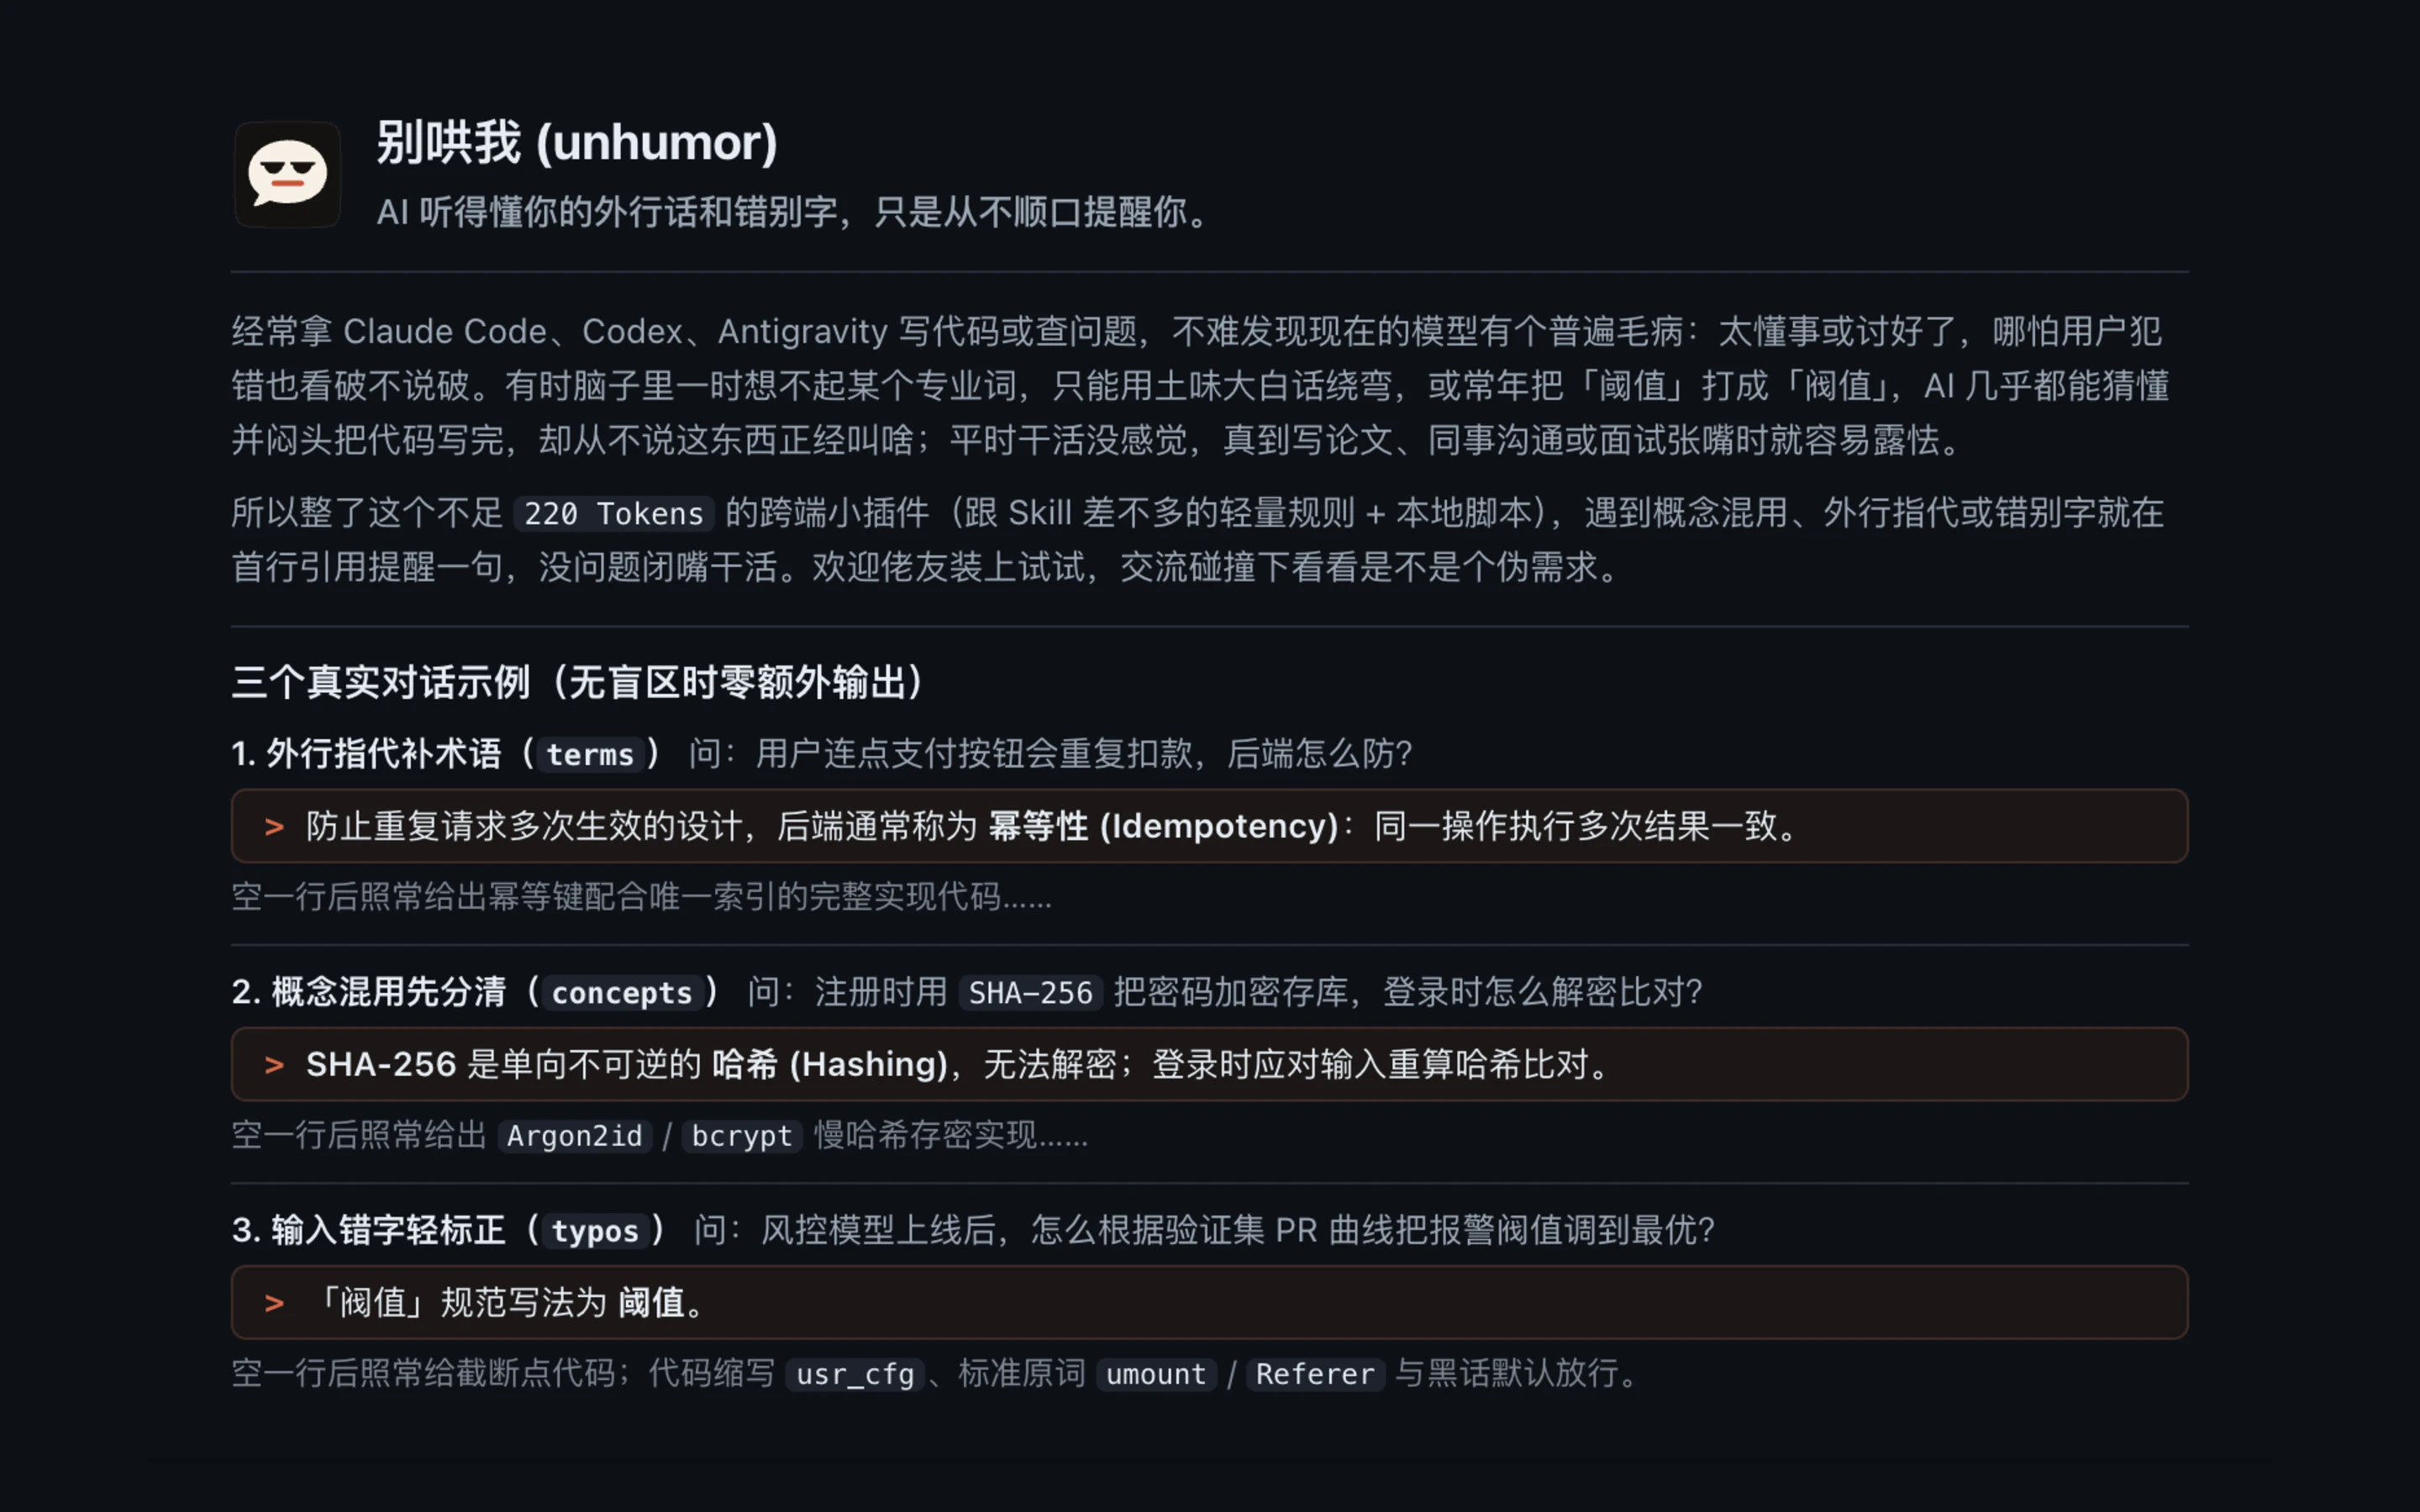 别哄我 (unhumor)
AI 听得懂你的外行话和错别字，只是从不顺口提醒你。
经常拿 Claude Code、Codex、Antigravity 写代码或查问题，不难发现现在的模型有个普遍毛病：太懂事或讨好了，哪怕用户犯
错也看破不说破。有时脑子里一时想不起某个专业词，只能用土味大白话绕弯，或常年把「阈值」打成「阀值」，AI 几乎都能猜懂
并闷头把代码写完，却从不说这东西正经叫啥；平时干活没感觉，真到写论文、同事沟通或面试张嘴时就容易露怯。
所以整了这个不足 220 Tokens 的跨端小插件（跟 Skill 差不多的轻量规则 + 本地脚本），遇到概念混用、外行指代或错别字就在
首行引用提醒一句，没问题闭嘴干活。欢迎佬友装上试试，交流碰撞下看看是不是个伪需求。
三个真实对话示例（无盲区时零额外输出）
1. 外行指代补术语（terms） 问：用户连点支付按钮会重复扣款，后端怎么防？
> 防止重复请求多次生效的设计，后端通常称为 幂等性 (Idempotency)：同一操作执行多次结果一致。
空一行后照常给出幂等键配合唯一索引的完整实现代码……
2. 概念混用先分清（concepts） 问：注册时用 SHA-256 把密码加密存库，登录时怎么解密比对？
> SHA-256 是单向不可逆的 哈希 (Hashing)，无法解密；登录时应对输入重算哈希比对。
空一行后照常给出 Argon2id / bcrypt 慢哈希存密实现……
3. 输入错字轻标正（typos） 问：风控模型上线后，怎么根据验证集 PR 曲线把报警阀值调到最优？
> 「阀值」规范写法为 阈值。
空一行后照常给截断点代码；代码缩写 usr_cfg、标准原词 umount / Referer 与黑话默认放行。